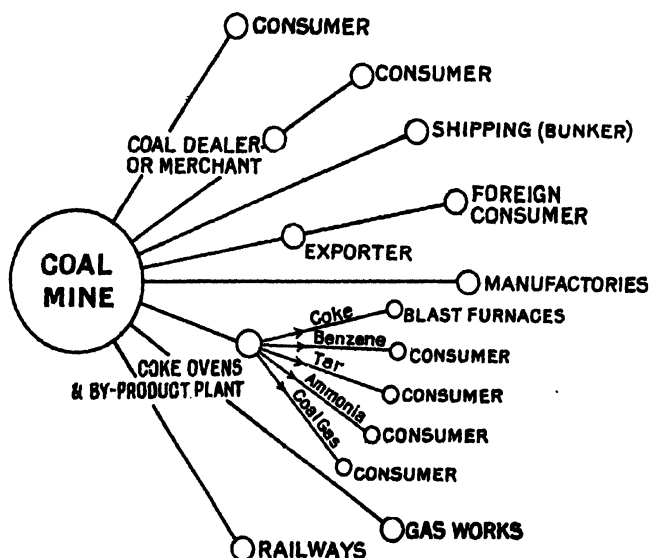 CONSUMER
CONSUMER
COAL DEALER
OR MERCHANT
SHIPPING (BUNKER)
FOREIGN
CONSUMER
EXPORTER
COAL
MINE
MANUFACTORIES
Coke
BLAST FURNACES
Benzene
CONSUMER
Tar
CONSUMER
Ammonia
CONSUMER
Coal Gas
CONSUMER
COKE OVENS
& BY-PRODUCT PLANT
GAS WORKS
RAILWAYS